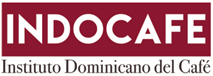 INDOCAFE
Instituto Dominicano del Café